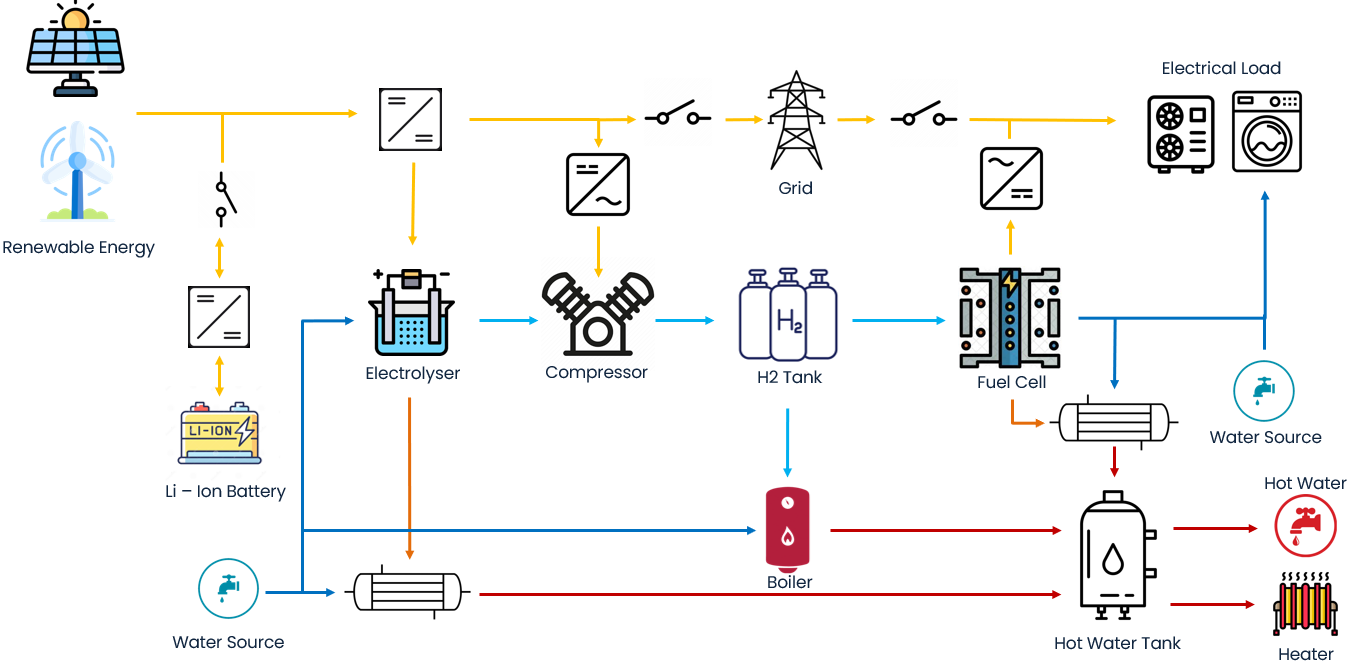 Electrical Load
Grid
Renewable Energy
H2
Electrolyser
Compressor
H2 Tank
Fuel Cell
LI-ION
Water Source
Li – Ion Battery
Hot Water
Boiler
Water Source
Hot Water Tank
Heater